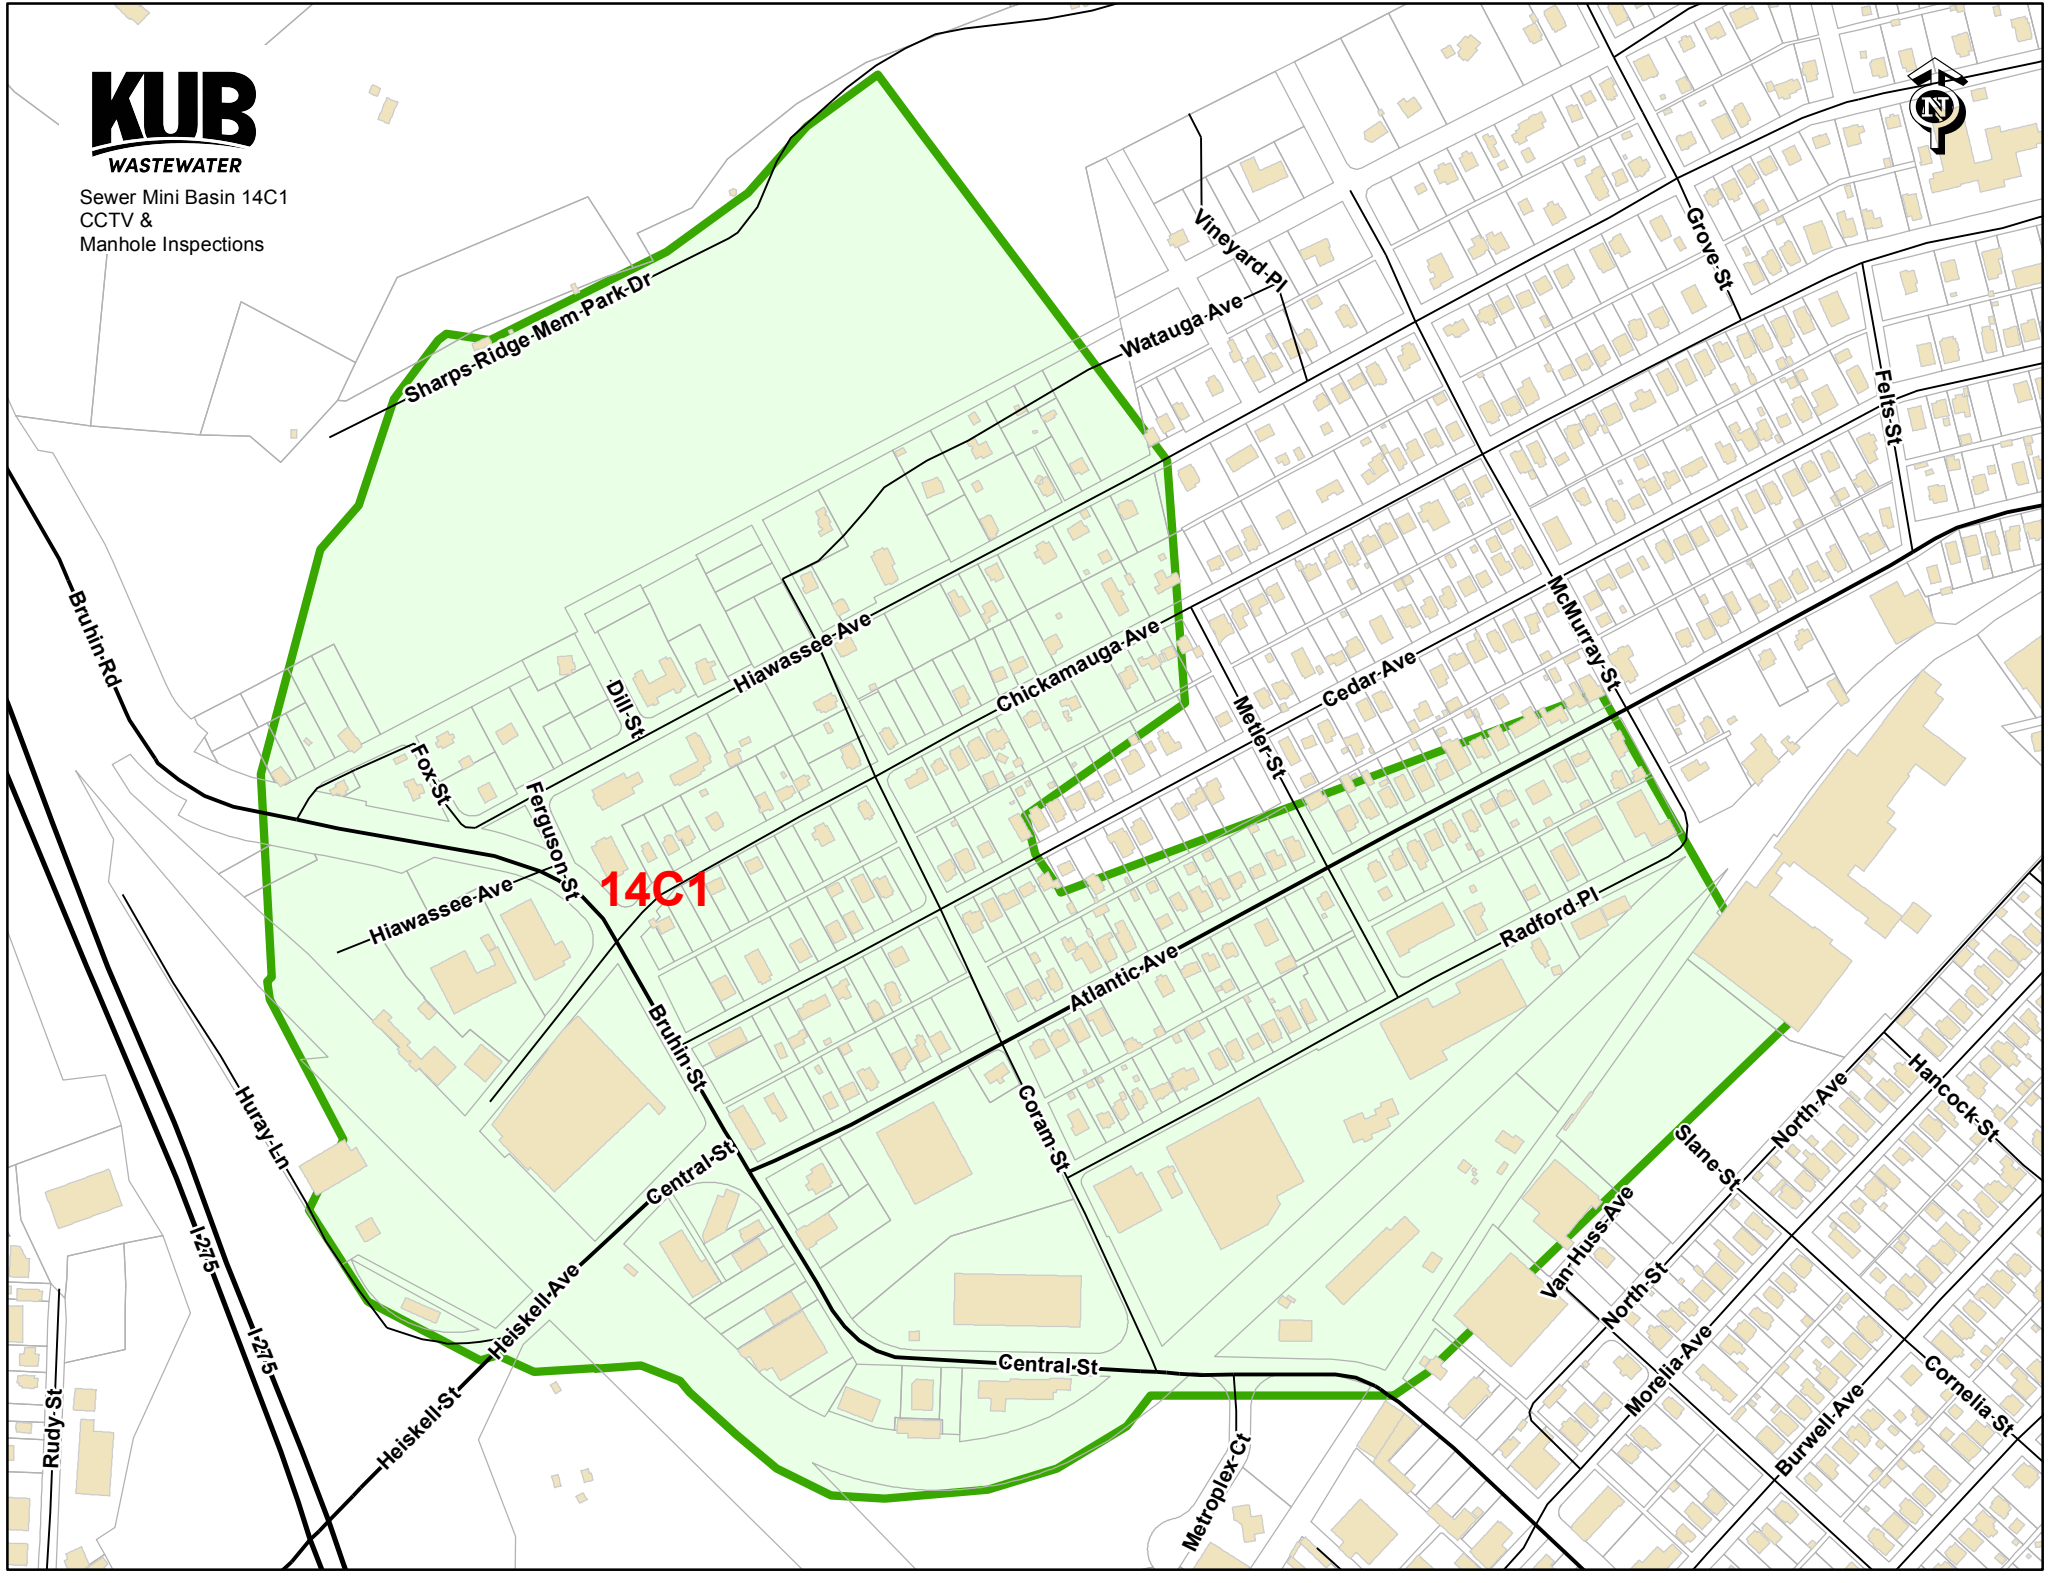 KUB
WASTEWATER
Sewer Mini Basin 14C1
CCTV &
Manhole Inspections
N
Sharps-Ridge-Mem-Park-Dr
Vineyard-Pl
Watauga-Ave
Grove-St
Felts-St
Bruhin-Rd
Hiawassee-Ave
Chickamauga-Ave
McMurray-St
Cedar-Ave
Metler-St
Dill-St
Fox-St
Ferguson-St
14C1
Hiawassee-Ave
Radford-Pl
Atlantic-Ave
Bruhin-St
Coram-St
Huray-Ln
Central-St
North-Ave
Hancock-St
Slane-St
Van-Huss-Ave
I-275
I-275
Heiskell-Ave
North-St
Central-St
Morelia-Ave
Cornelia-St
Burwell-Ave
Rudy-St
Heiskell-St
Metroplex-Ct